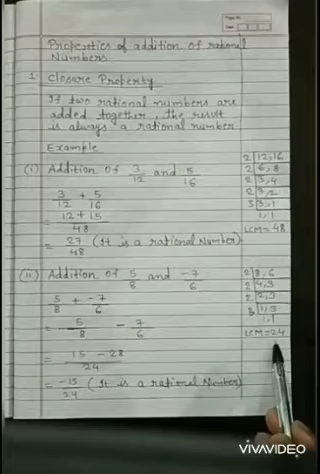 Page No.
Date
Properties of addition of rational
Numbers
1. Closure Property
If two rational numbers are
added together, the result
is always a rational number
Example
(i) Addition of 3/12 and 5/16
3/12 + 5/16
= 12 + 15 / 48
= 27/48 (It is a rational Number)
2 | 12, 16
2 | 6, 8
2 | 3, 4
2 | 3, 2
3 | 3, 1
1, 1
LCM = 48
(ii) Addition of 5/8 and -7/6
5/8 + -7/6
= 5/8 - 7/6
= 15 - 28 / 24
= -13/24 (It is a rational Number)
2 | 8, 6
2 | 4, 3
2 | 2, 3
3 | 1, 3
1, 1
LCM = 24
VIVAVIDEO